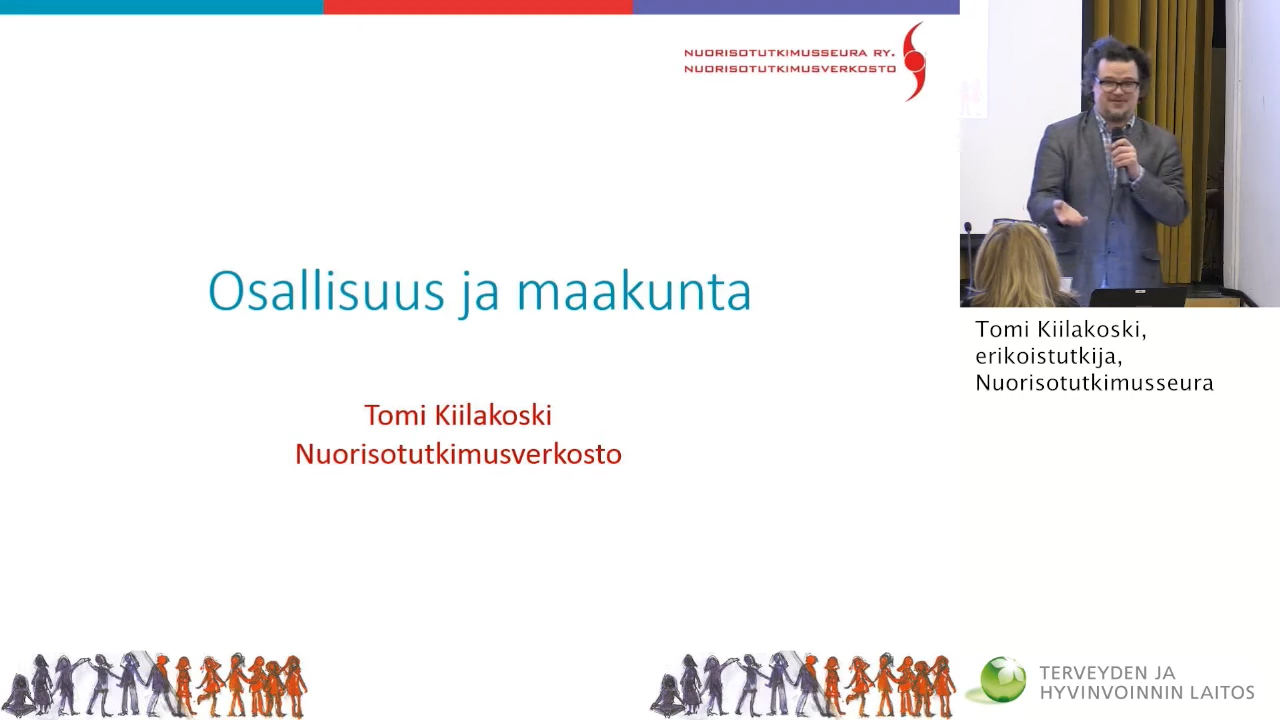 NUORISOTUTKIMUSSEURA RY.
NUORISOTUTKIMUSVERKOSTO
Osallisuus ja maakunta
Tomi Kiilakoski
Nuorisotutkimusverkosto
Tomi Kiilakoski,
erikoistutkija,
Nuorisotutkimusseura
TERVEYDEN JA
HYVINVOINNIN LAITOS